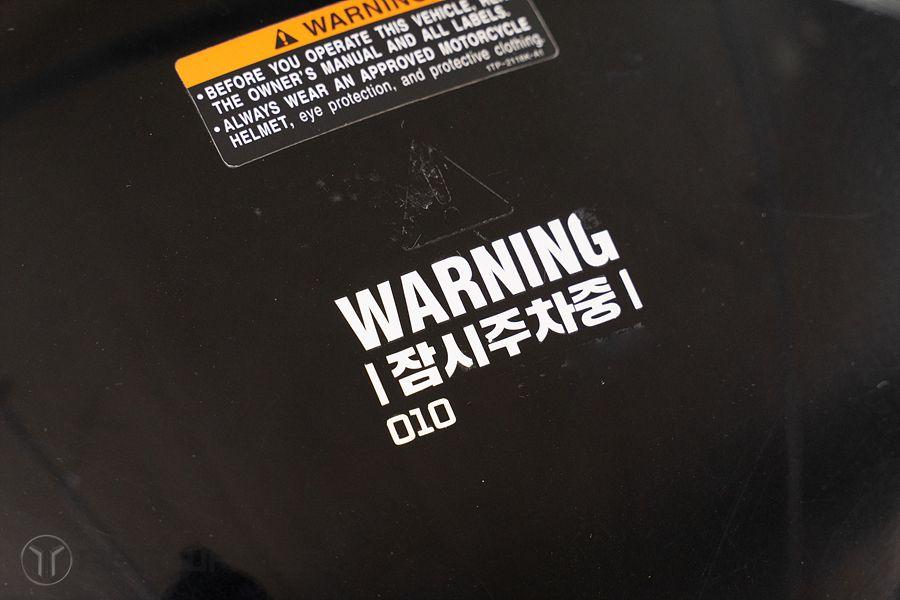 WARNING
• BEFORE YOU OPERATE THIS VEHICLE,
THE OWNER'S MANUAL AND ALL LABELS.
• ALWAYS WEAR AN APPROVED MOTORCYCLE
HELMET, eye protection, and protective clothing.
WARNING
| 잠시주차중 |
010